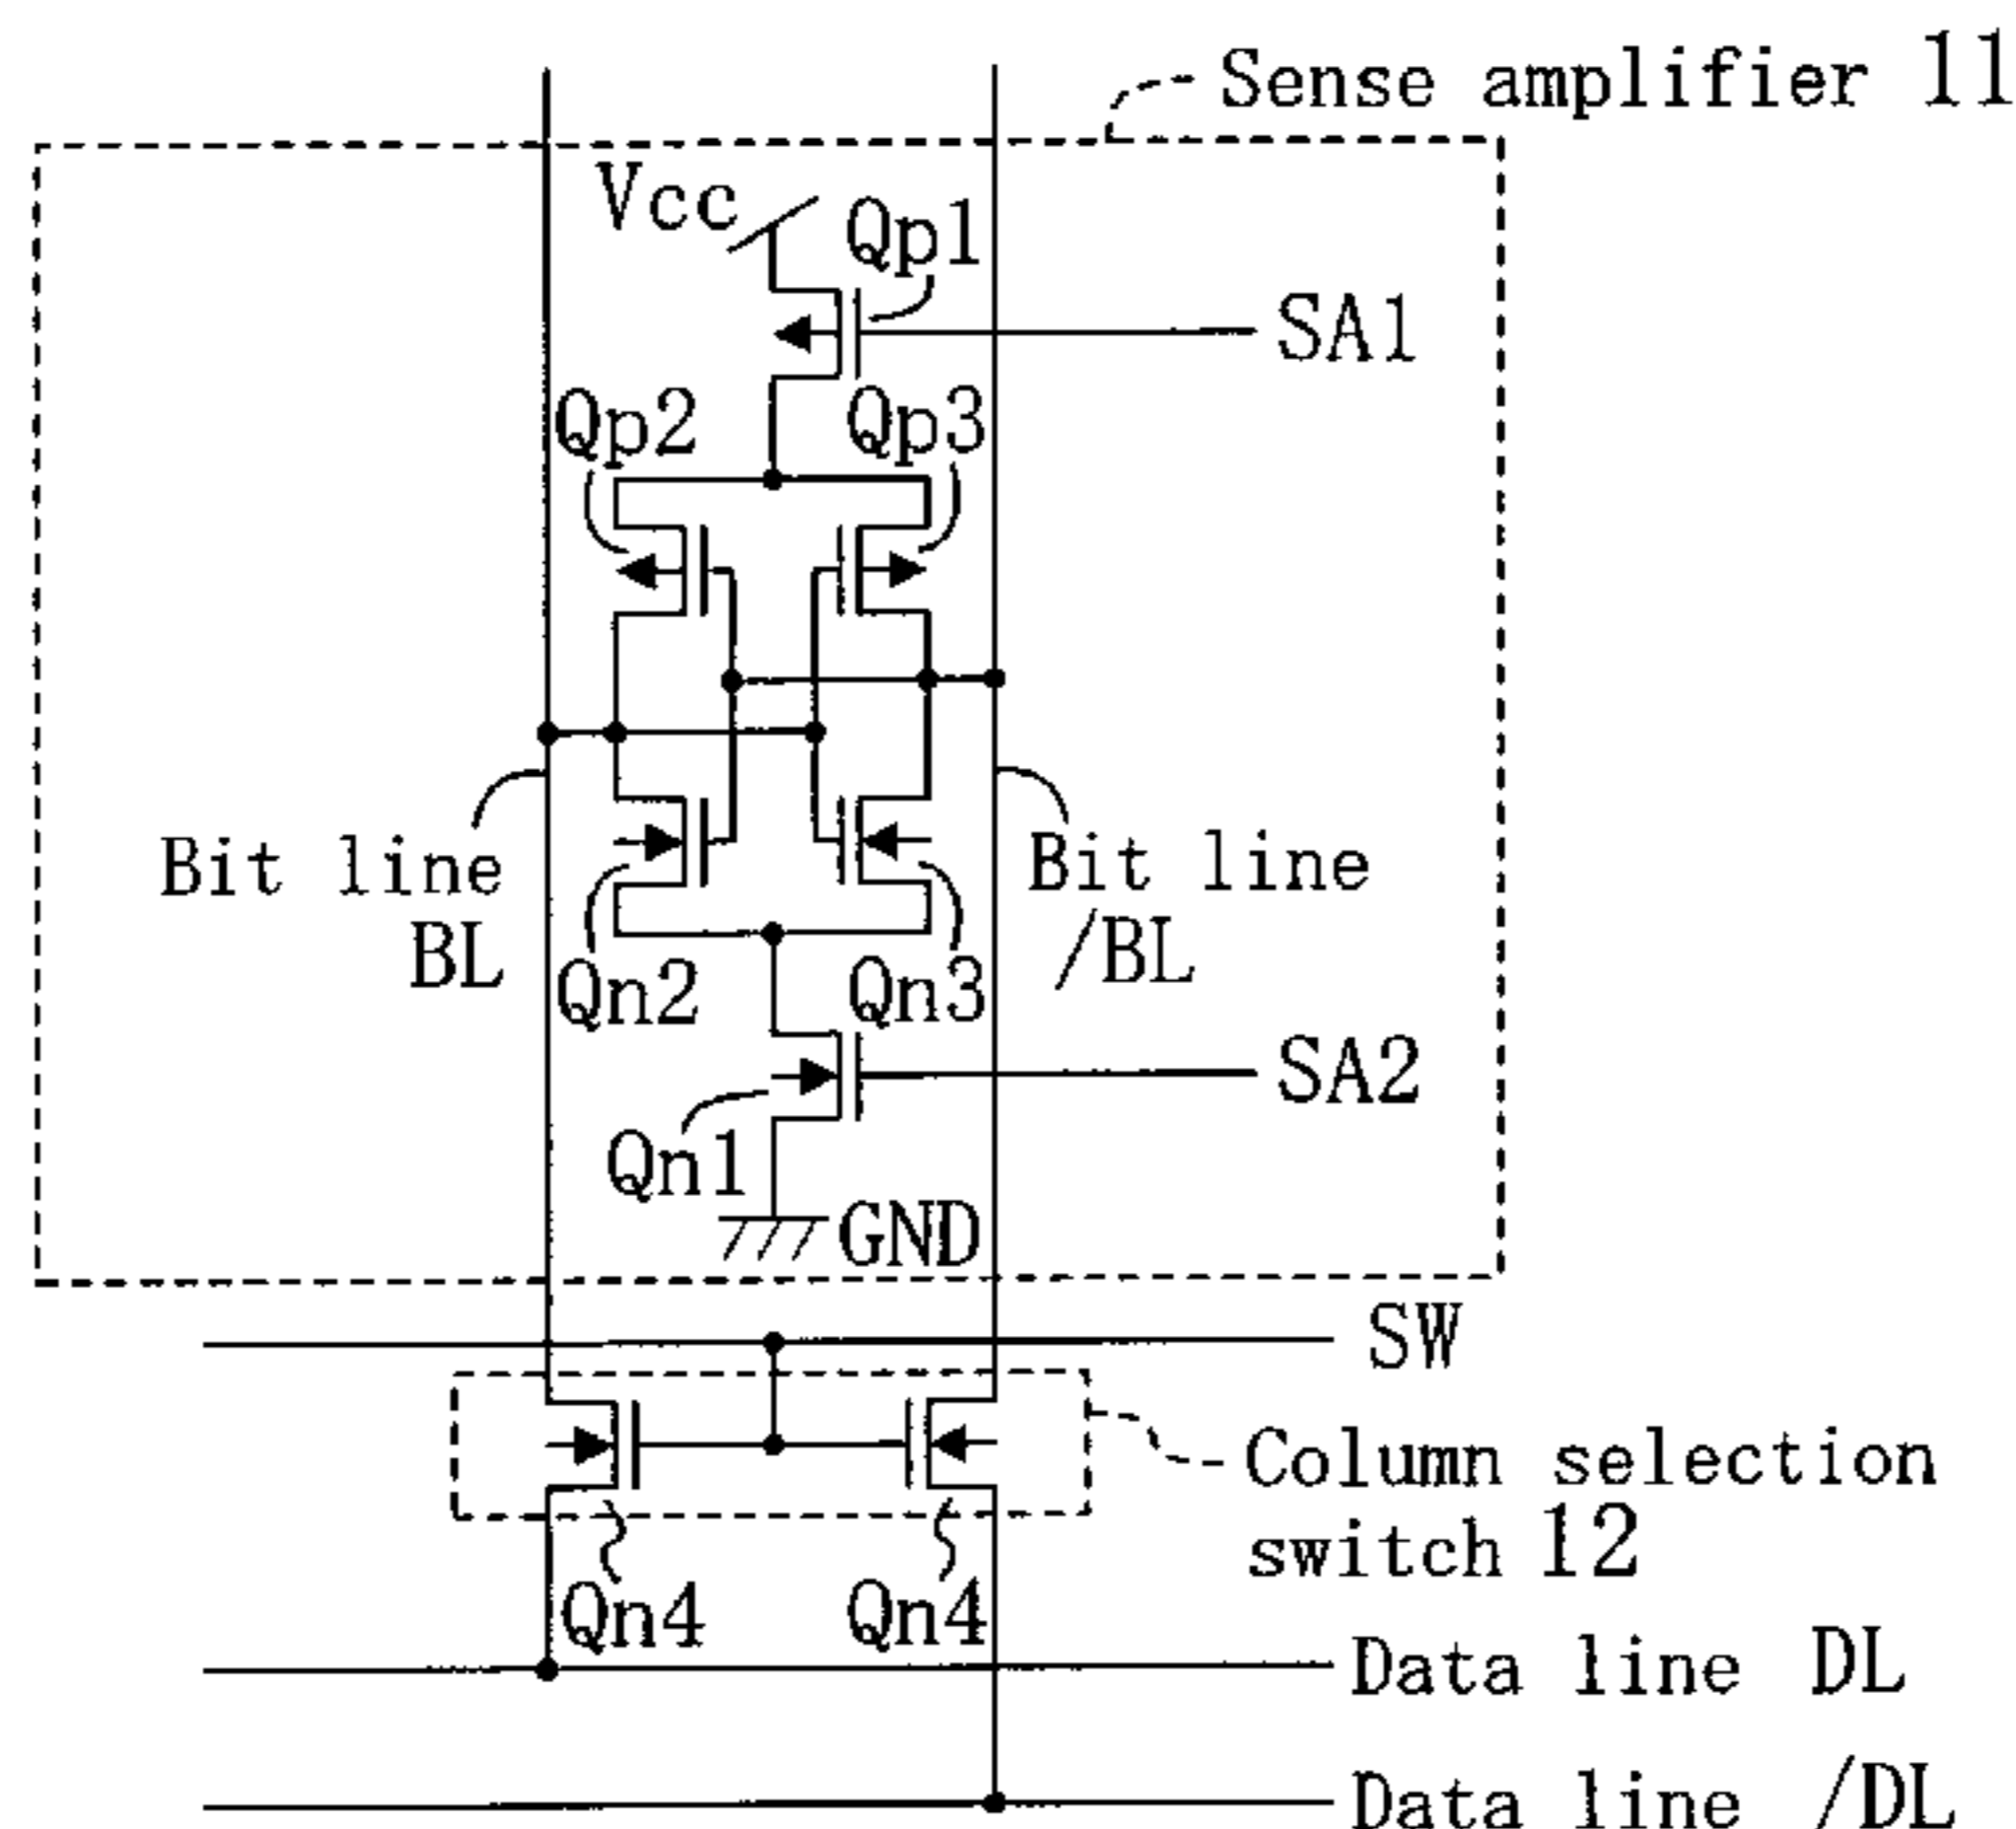 Sense amplifier 11
Vcc
Qp1
SA1
Qp2
Qp3
Bit line
BL
Bit line
/BL
Qn2
Qn3
SA2
Qn1
GND
SW
Column selection
switch 12
Qn4
Qn4
Data line DL
Data line /DL